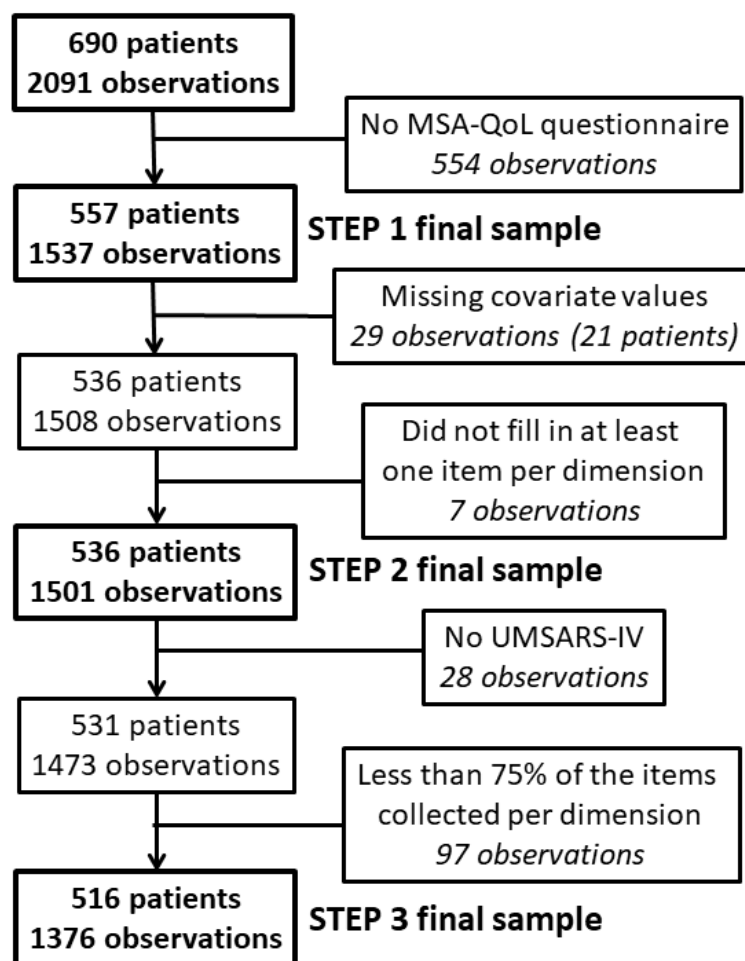 690 patients
2091 observations
No MSA-QoL questionnaire
554 observations
557 patients
1537 observations
STEP 1 final sample
Missing covariate values
29 observations (21 patients)
536 patients
1508 observations
Did not fill in at least
one item per dimension
7 observations
536 patients
1501 observations
STEP 2 final sample
No UMSARS-IV
28 observations
531 patients
1473 observations
Less than 75% of the items
collected per dimension
97 observations
516 patients
1376 observations
STEP 3 final sample